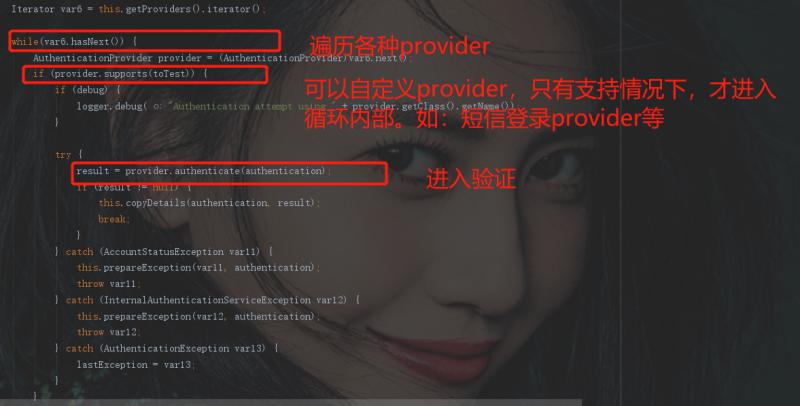 Iterator var6 = this.getProviders().iterator();
while(var6.hasNext()) {
遍历各种provider
AuthenticationProvider provider = (AuthenticationProvider)var6.next();
if (provider.supports(toTest)) {
可以自定义provider，只有支持情况下，才进入
循环内部。如：短信登录provider等
if (debug) {
logger.debug( o: "Authentication attempt using " + provider.getClass().getName());
}
try {
result = provider.authenticate(authentication);
进入验证
if (result != null) {
this.copyDetails(authentication, result);
break;
}
} catch (AccountStatusException var11) {
this.prepareException(var11, authentication);
throw var11;
} catch (InternalAuthenticationServiceException var12) {
this.prepareException(var12, authentication);
throw var12;
} catch (AuthenticationException var13) {
lastException = var13;
}
}